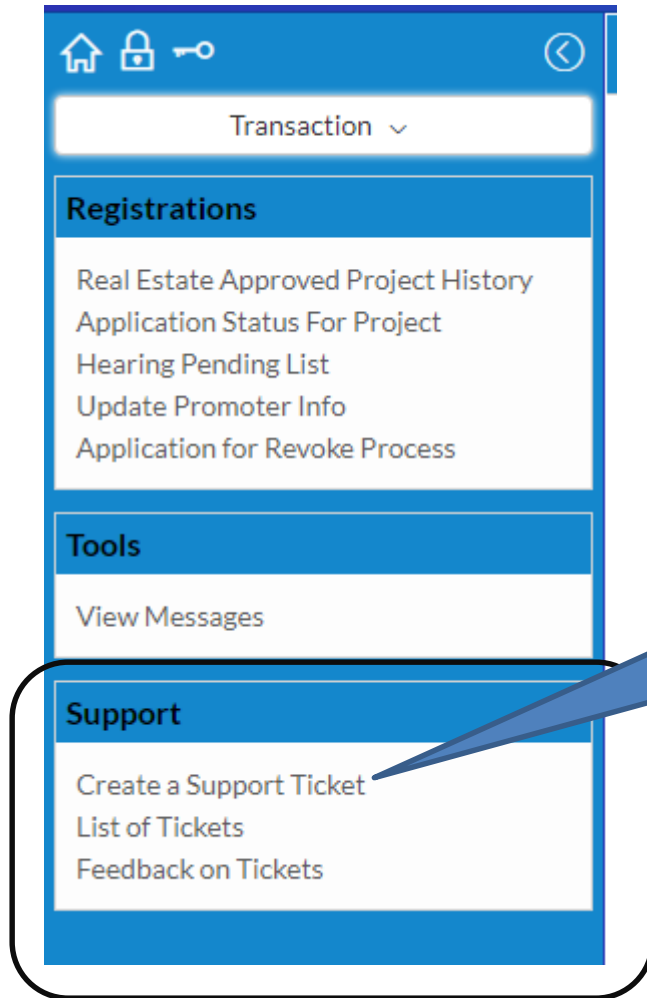 Transaction
Registrations
Real Estate Approved Project History
Application Status For Project
Hearing Pending List
Update Promoter Info
Application for Revoke Process
Tools
View Messages
Support
Create a Support Ticket
List of Tickets
Feedback on Tickets